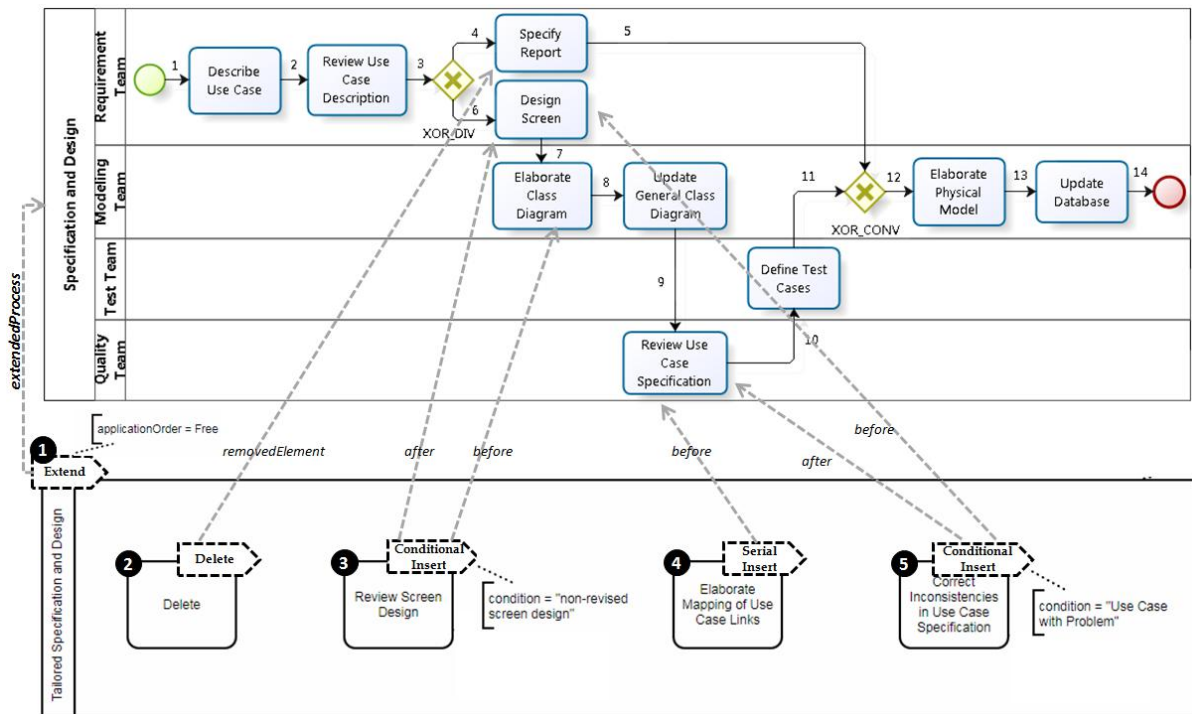 Specification and Design
Requirement
Team
Modeling
Team
Test Team
Quality
Team
1
Describe
Use Case
2
Review Use
Case
Description
3
XOR_DIV
4
Specify
Report
5
6
Design
Screen
7
Elaborate
Class
Diagram
8
Update
General Class
Diagram
9
Review Use
Case
Specification
10
Define Test
Cases
11
XOR_CONV
12
Elaborate
Physical
Model
13
Update
Database
14
extendedProcess
applicationOrder = Free
removedElement
after
before
before
after
before
1
Extend
Tailored Specification and Design
2
Delete
Delete
3
Conditional
Insert
Review Screen
Design
condition = "non-revised
screen design"
4
Serial
Insert
Elaborate
Mapping of Use
Case Links
5
Conditional
Insert
Correct
Inconsistencies
in Use Case
Specification
condition = "Use Case
with Problem"